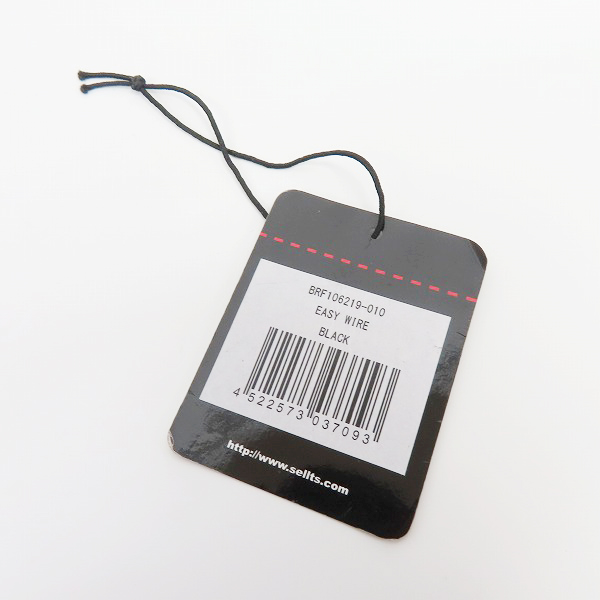 BRF106219-010
EASY WIRE
BLACK
4 522573 037093
http://www.sellts.com